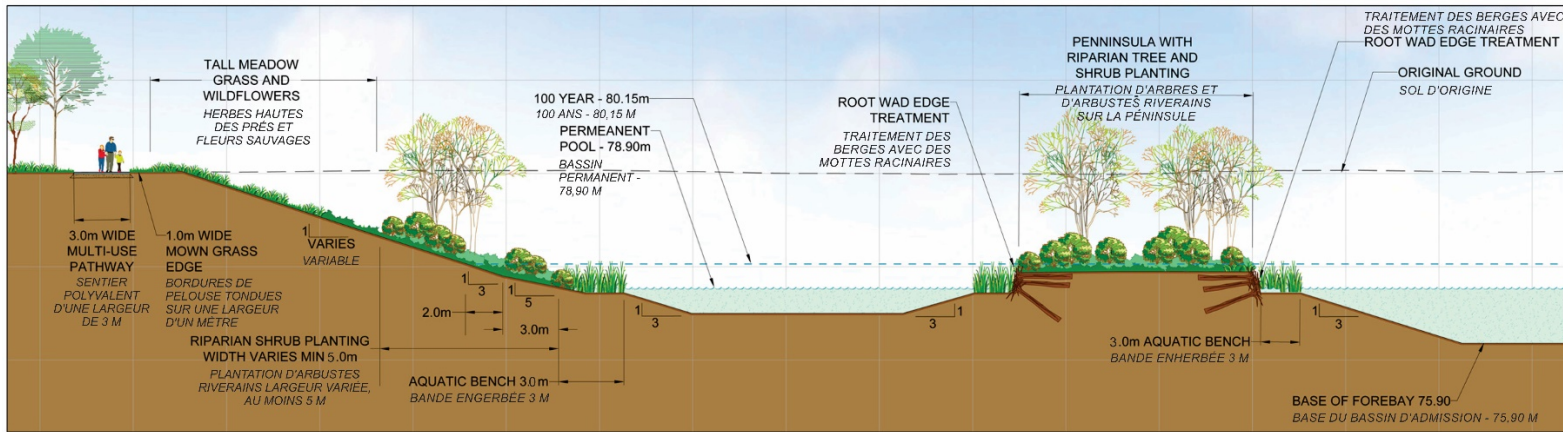 TALL MEADOW
GRASS AND
WILDFLOWERS
HERBES HAUTES
DES PRÉS ET
FLEURS SAUVAGES
100 YEAR - 80.15m
100 ANS - 80,15 M
PERMEANENT
POOL - 78.90m
BASSIN
PERMANENT -
78,90 M
ROOT WAD EDGE
TREATMENT
TRAITEMENT DES
BERGES AVEC DES
MOTTES RACINAIRES
PENNINSULA WITH
RIPARIAN TREE AND
SHRUB PLANTING
PLANTATION D'ARBRES ET
D'ARBUSTES RIVERAINS
SUR LA PÉNINSULE
TRAITEMENT DES BERGES AVEC
DES MOTTES RACINAIRES
ROOT WAD EDGE TREATMENT
ORIGINAL GROUND
SOL D'ORIGINE
3.0m WIDE
MULTI-USE
PATHWAY
SENTIER
POLYVALENT
D'UNE LARGEUR
DE 3 M
1.0m WIDE
MOWN GRASS
EDGE
BORDURES DE
PELOUSE TONDUES
SUR UNE LARGEUR
D'UN MÈTRE
1
VARIES
VARIABLE
1
3
1
5
2.0m
3.0m
RIPARIAN SHRUB PLANTING
WIDTH VARIES MIN 5.0m
PLANTATION D'ARBUSTES
RIVERAINS LARGEUR VARIÉE,
AU MOINS 5 M
AQUATIC BENCH 3.0 m
BANDE ENGERBÉE 3 M
1
3
1
3
3.0m AQUATIC BENCH
BANDE ENHERBÉE 3 M
1
3
BASE OF FOREBAY 75.90
BASE DU BASSIN D'ADMISSION - 75,90 M